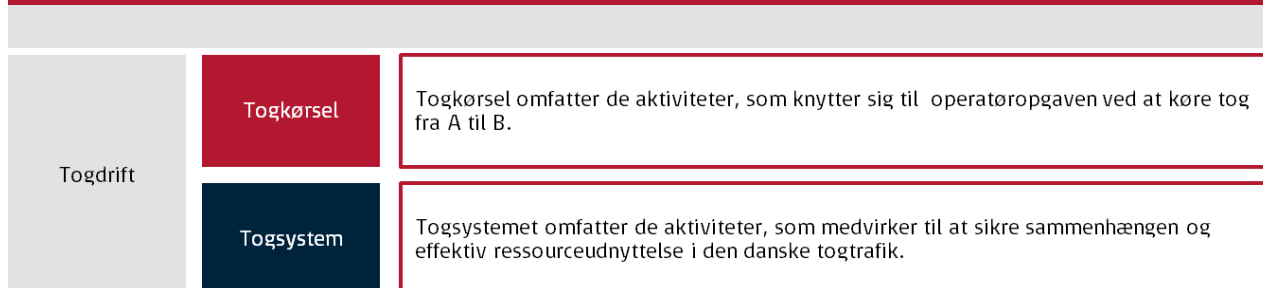 Togdrift
Togkørsel
Togkørsel omfatter de aktiviteter, som knytter sig til  operatøropgaven ved at køre tog
fra A til B.
Togsystem
Togsystemet omfatter de aktiviteter, som medvirker til at sikre sammenhængen og
effektiv ressourceudnyttelse i den danske togtrafik.